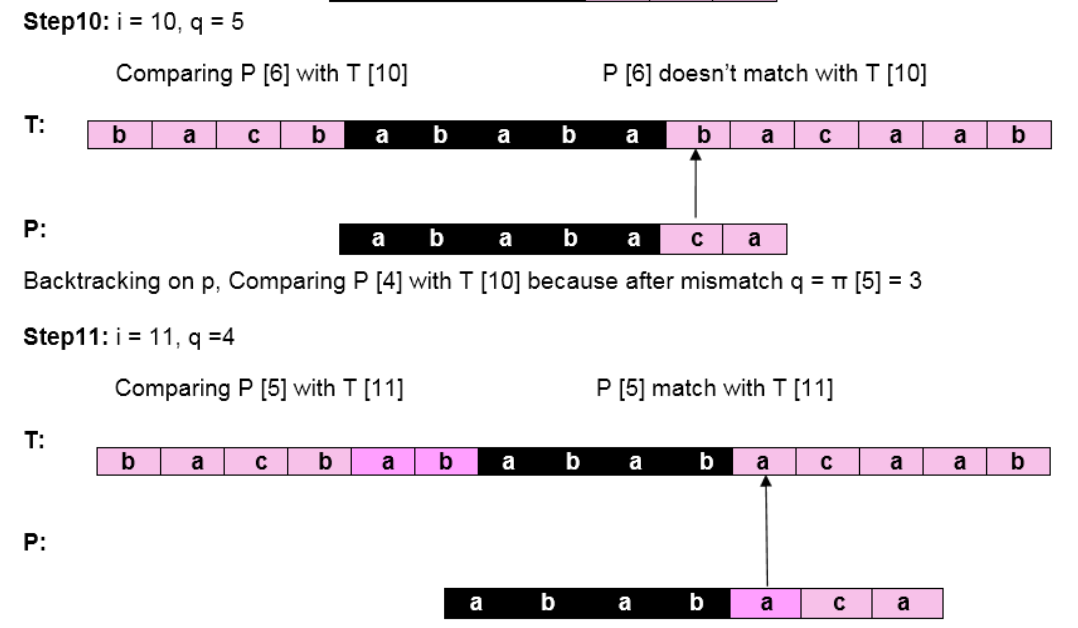 Step10: i = 10, q = 5
Comparing P [6] with T [10] P [6] doesn't match with T [10]
T:
b a c b a b a b a b a c a a b
P:
a b a b a c a
Backtracking on p, Comparing P [4] with T [10] because after mismatch q = π [5] = 3
Step11: i = 11, q =4
Comparing P [5] with T [11] P [5] match with T [11]
T:
b a c b a b a b a b a c a a b
P:
a b a b a c a